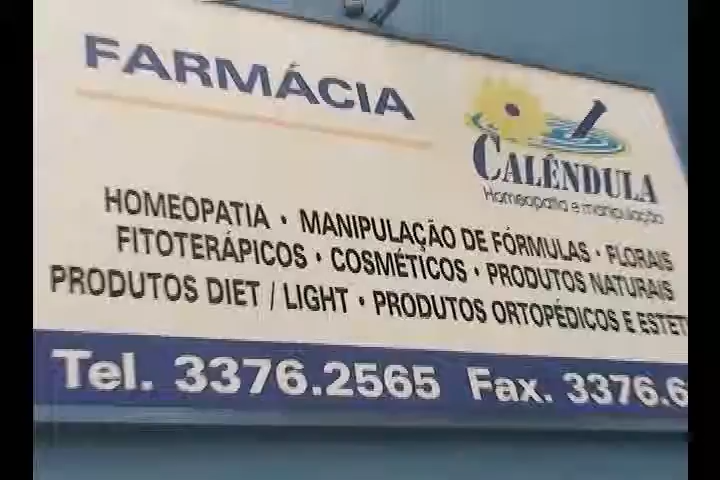 FARMÁCIA
CALÊNDULA
Homeopatia e manipulação
HOMEOPATIA • MANIPULAÇÃO DE FÓRMULAS • FLORAIS
FITOTERÁPICOS • COSMÉTICOS • PRODUTOS NATURAIS
PRODUTOS DIET / LIGHT • PRODUTOS ORTOPÉDICOS E ESTET
Tel. 3376.2565 Fax. 3376.6